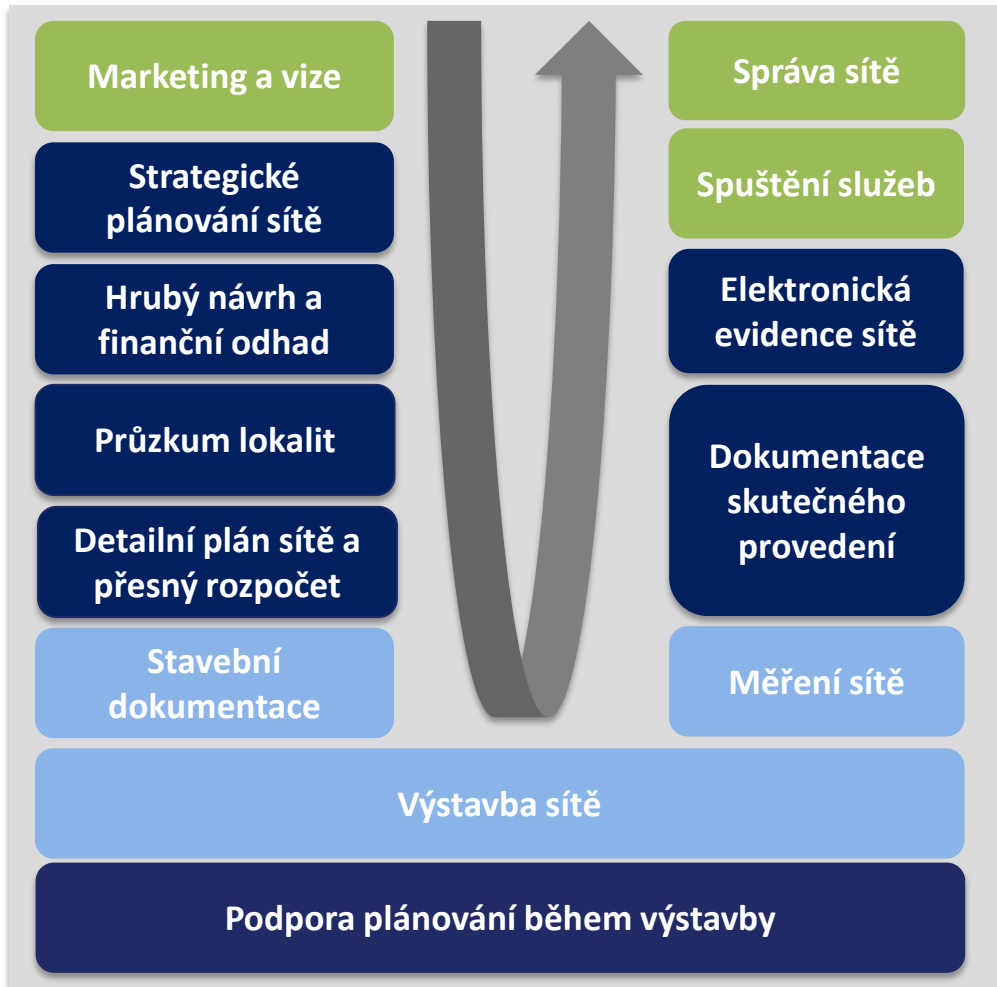 Marketing a vize
Strategické
plánování sítě
Hrubý návrh a
finanční odhad
Průzkum lokalit
Detailní plán sítě a
přesný rozpočet
Stavební
dokumentace
Správa sítě
Spuštění služeb
Elektronická
evidence sítě
Dokumentace
skutečného
provedení
Měření sítě
Výstavba sítě
Podpora plánování během výstavby